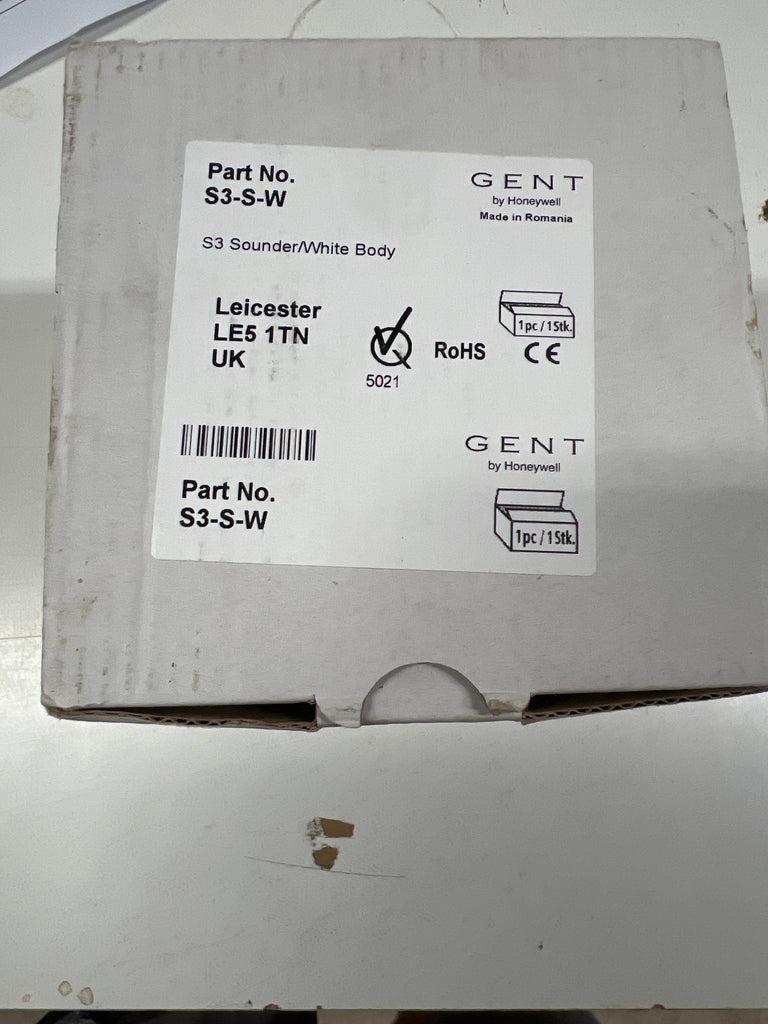 Part No.
S3-S-W
GENT
by Honeywell
Made in Romania
S3 Sounder/White Body
Leicester
LE5 1TN
UK
5021
RoHS
1pc/1Stk.
CE
GENT
by Honeywell
Part No.
S3-S-W
1pc/1Stk.